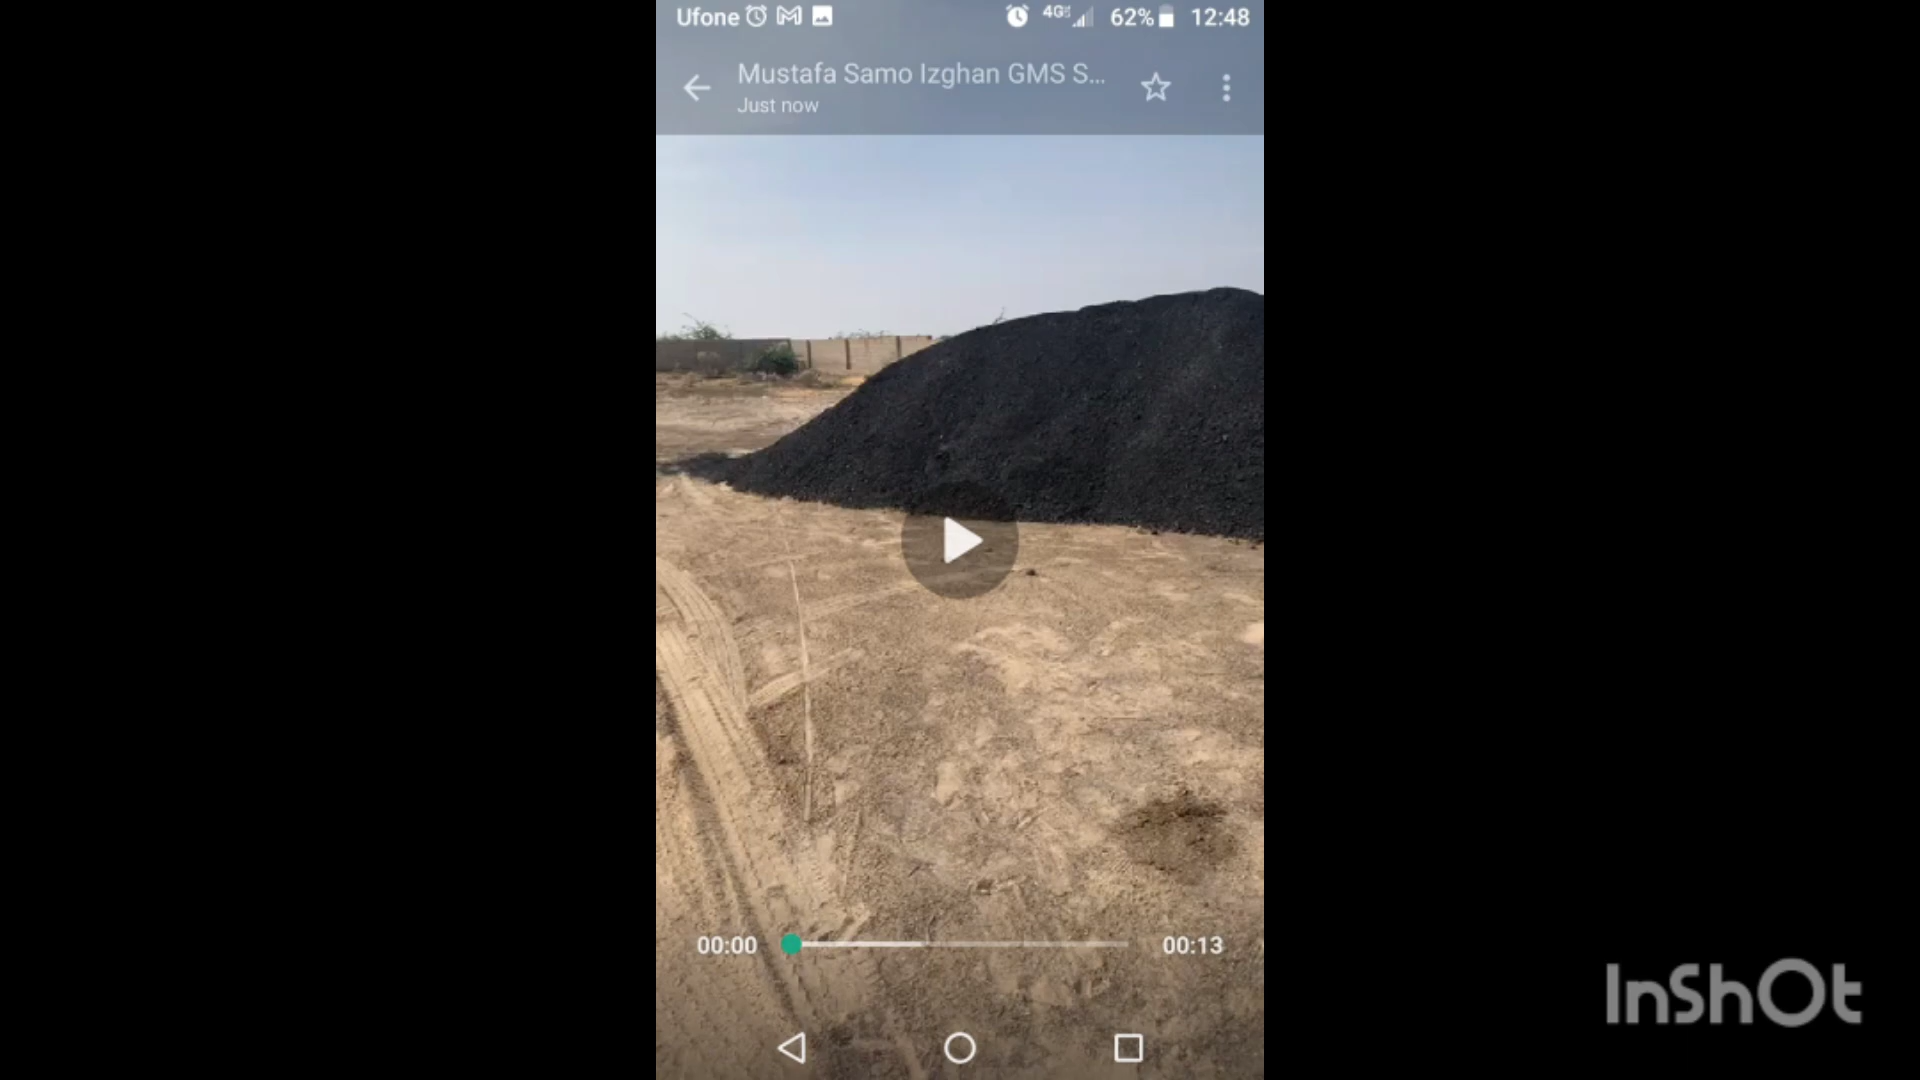 Ufone 4G 62% 12:48
Mustafa Samo Izghan GMS S...
Just now
00:00 00:13
InShOt